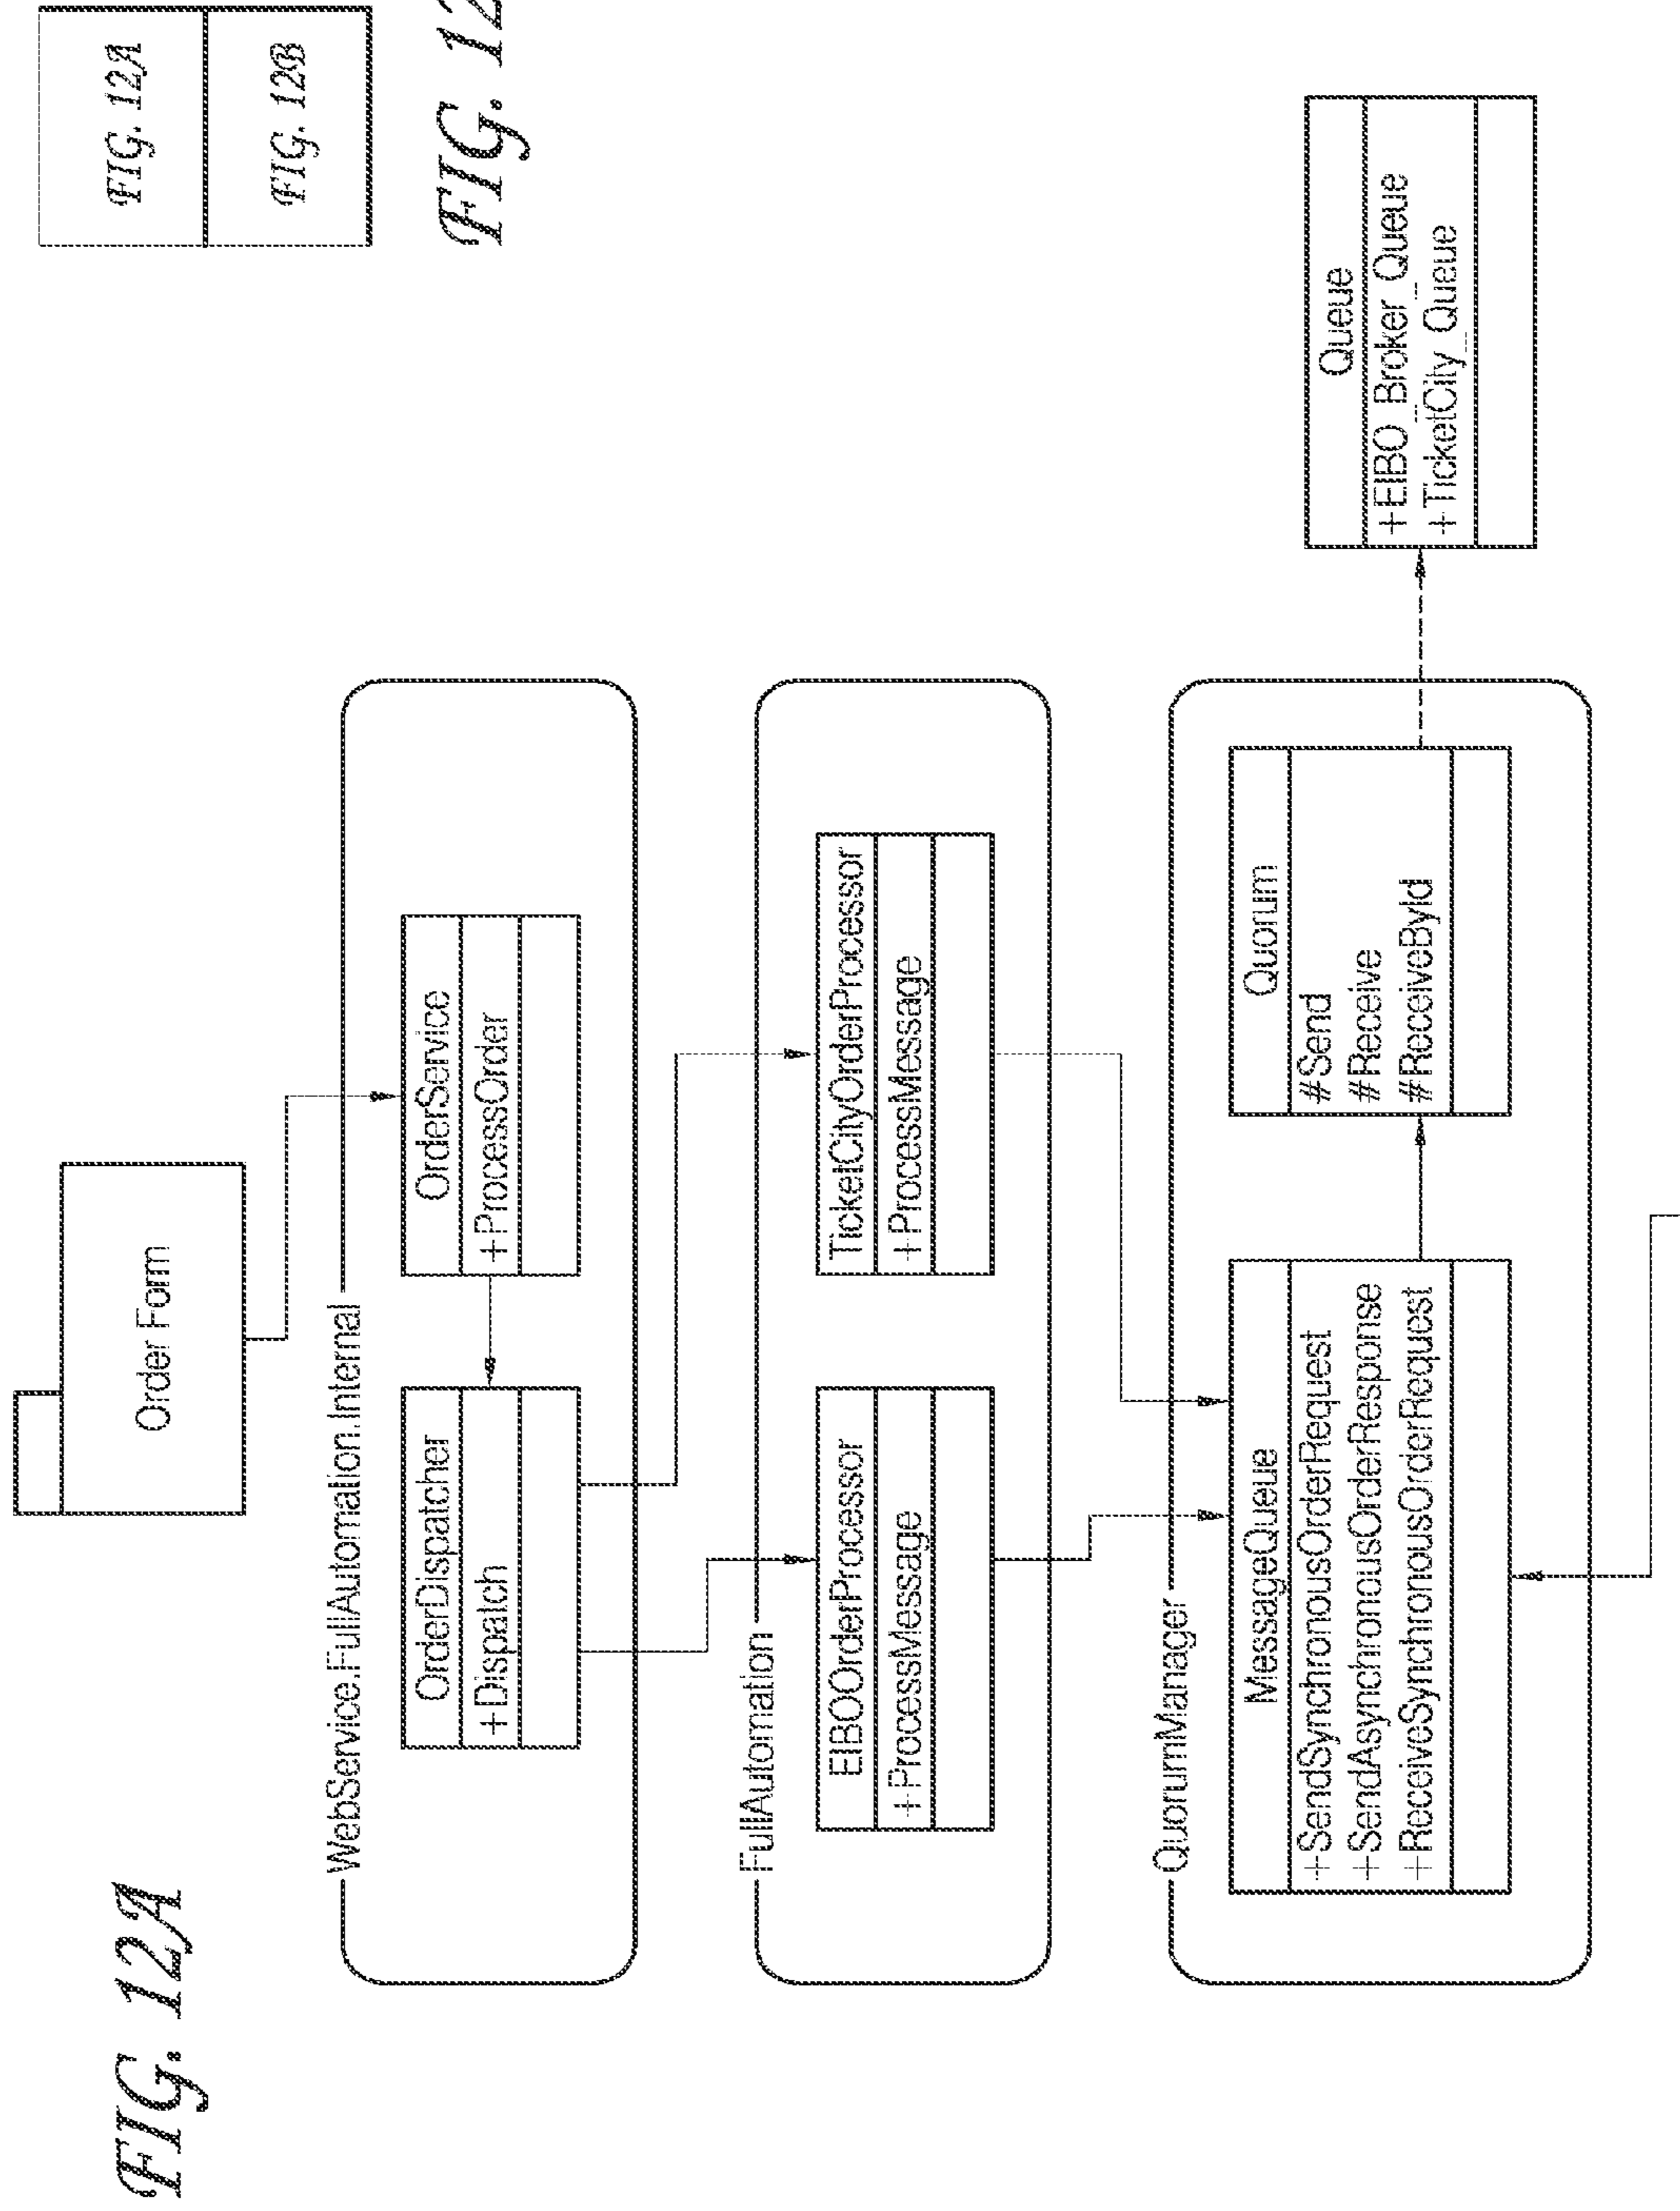 FIG. 12A
FIG. 12A
FIG. 12B
FIG. 12
Order Form
WebService.FullAutomation.Internal
OrderDispatcher
+Dispatch
OrderService
+ProcessOrder
FullAutomation
EIBOOrderProcessor
+ProcessMessage
TicketCityOrderProcessor
+ProcessMessage
QuorumManager
MessageQueue
+SendSynchronousOrderRequest
+SendAsynchronousOrderResponse
+ReceiveSynchronousOrderRequest
Quorum
#Send
#Receive
#ReceiveById
Queue
+EIBO_Broker_Queue
+TicketCity_Queue